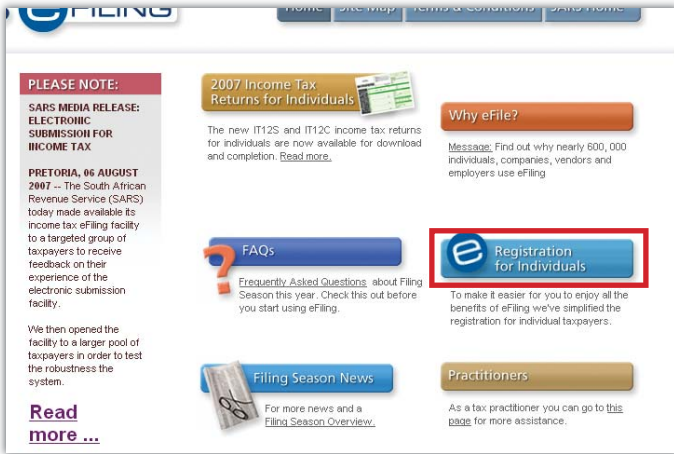 eFILING
Home Site Map Terms & Conditions SARS Home
PLEASE NOTE:
SARS MEDIA RELEASE:
ELECTRONIC
SUBMISSION FOR
INCOME TAX
PRETORIA, 06 AUGUST
2007 -- The South African
Revenue Service (SARS)
today made available its
income tax eFiling facility
to a targeted group of
taxpayers to receive
feedback on their
experience of the
electronic submission
facility.
We then opened the
facility to a larger pool of
taxpayers in order to test
the robustness the
system.
Read
more ...
2007 Income Tax
Returns for Individuals
The new IT12S and IT12C income tax returns
for individuals are now available for download
and completion. Read more.
Why eFile?
Message: Find out why nearly 600, 000
individuals, companies, vendors and
employers use eFiling
?
FAQs
Frequently Asked Questions about Filing
Season this year. Check this out before
you start using eFiling.
e
Registration
for Individuals
To make it easier for you to enjoy all the
benefits of eFiling we've simplified the
registration for individual taxpayers.
Filing Season News
For more news and a
Filing Season Overview.
Practitioners
As a tax practitioner you can go to this
page for more assistance.